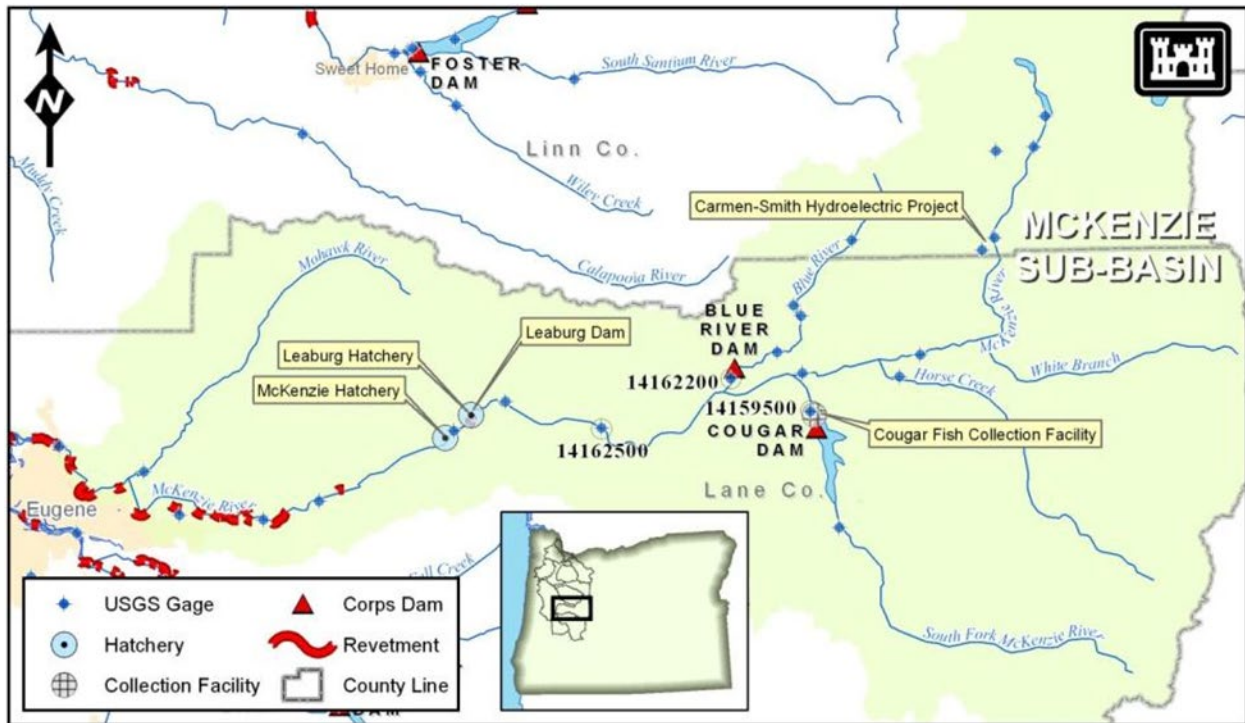 Sweet Home
FOSTER
DAM
South Santiam River
N
Linn Co.
Muddy Creek
Wiley Creek
Carmen-Smith Hydroelectric Project
MCKENZIE
SUB-BASIN
Mohawk River
Calapooia River
Blue River
BLUE
RIVER
DAM
McKenzie River
White Branch
Horse Creek
Leaburg Dam
Leaburg Hatchery
McKenzie Hatchery
14162200
14159500
14162500
COUGAR
DAM
Cougar Fish Collection Facility
Lane Co.
McKenzie River
Eugene
Creek
South Fork McKenzie River
USGS Gage
Corps Dam
Hatchery
Revetment
Collection Facility
County Line
DAM